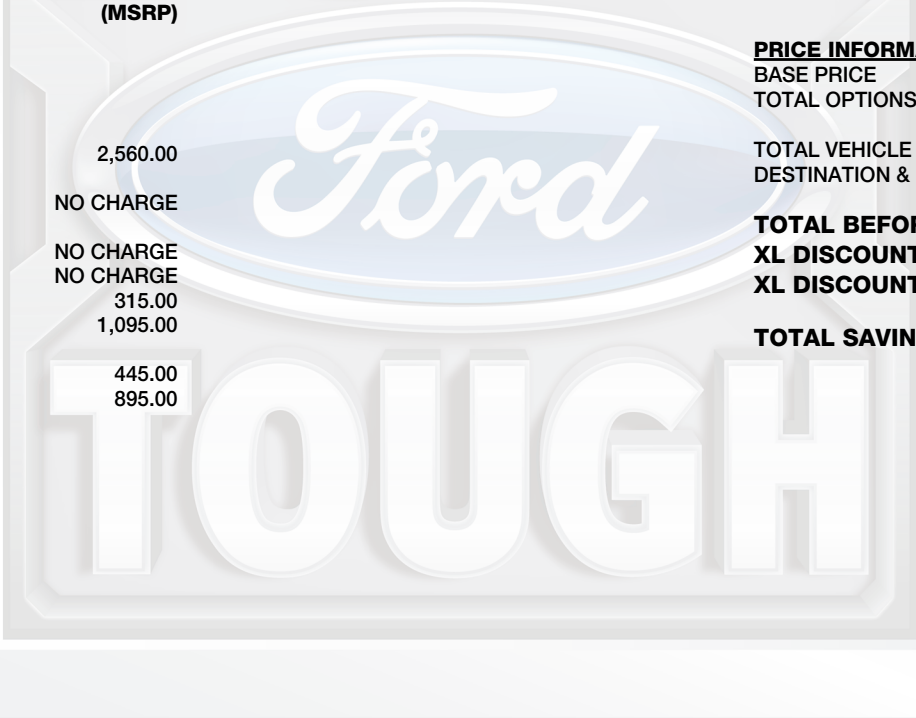 (MSRP)
2,560.00
NO CHARGE
NO CHARGE
NO CHARGE
315.00
1,095.00
445.00
895.00
PRICE INFORMA
BASE PRICE
TOTAL OPTIONS
TOTAL VEHICLE
DESTINATION &
TOTAL BEFOR
XL DISCOUNT
XL DISCOUNT
TOTAL SAVIN
Ford
TOUGH